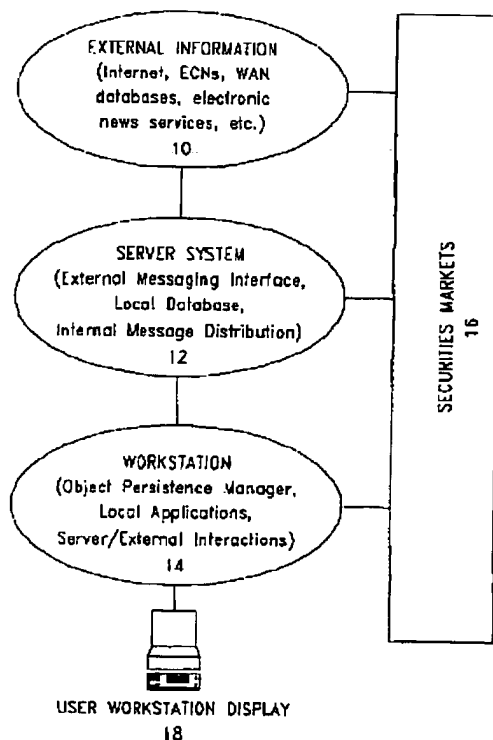 EXTERNAL INFORMATION
(Internet, ECNs, WAN
databases, electronic
news services, etc.)
10
SERVER SYSTEM
(External Messaging Interface,
Local Database,
Internal Message Distribution)
12
WORKSTATION
(Object Persistence Manager,
Local Applications,
Server/External Interactions)
14
USER WORKSTATION DISPLAY
18
SECURITIES MARKETS
16